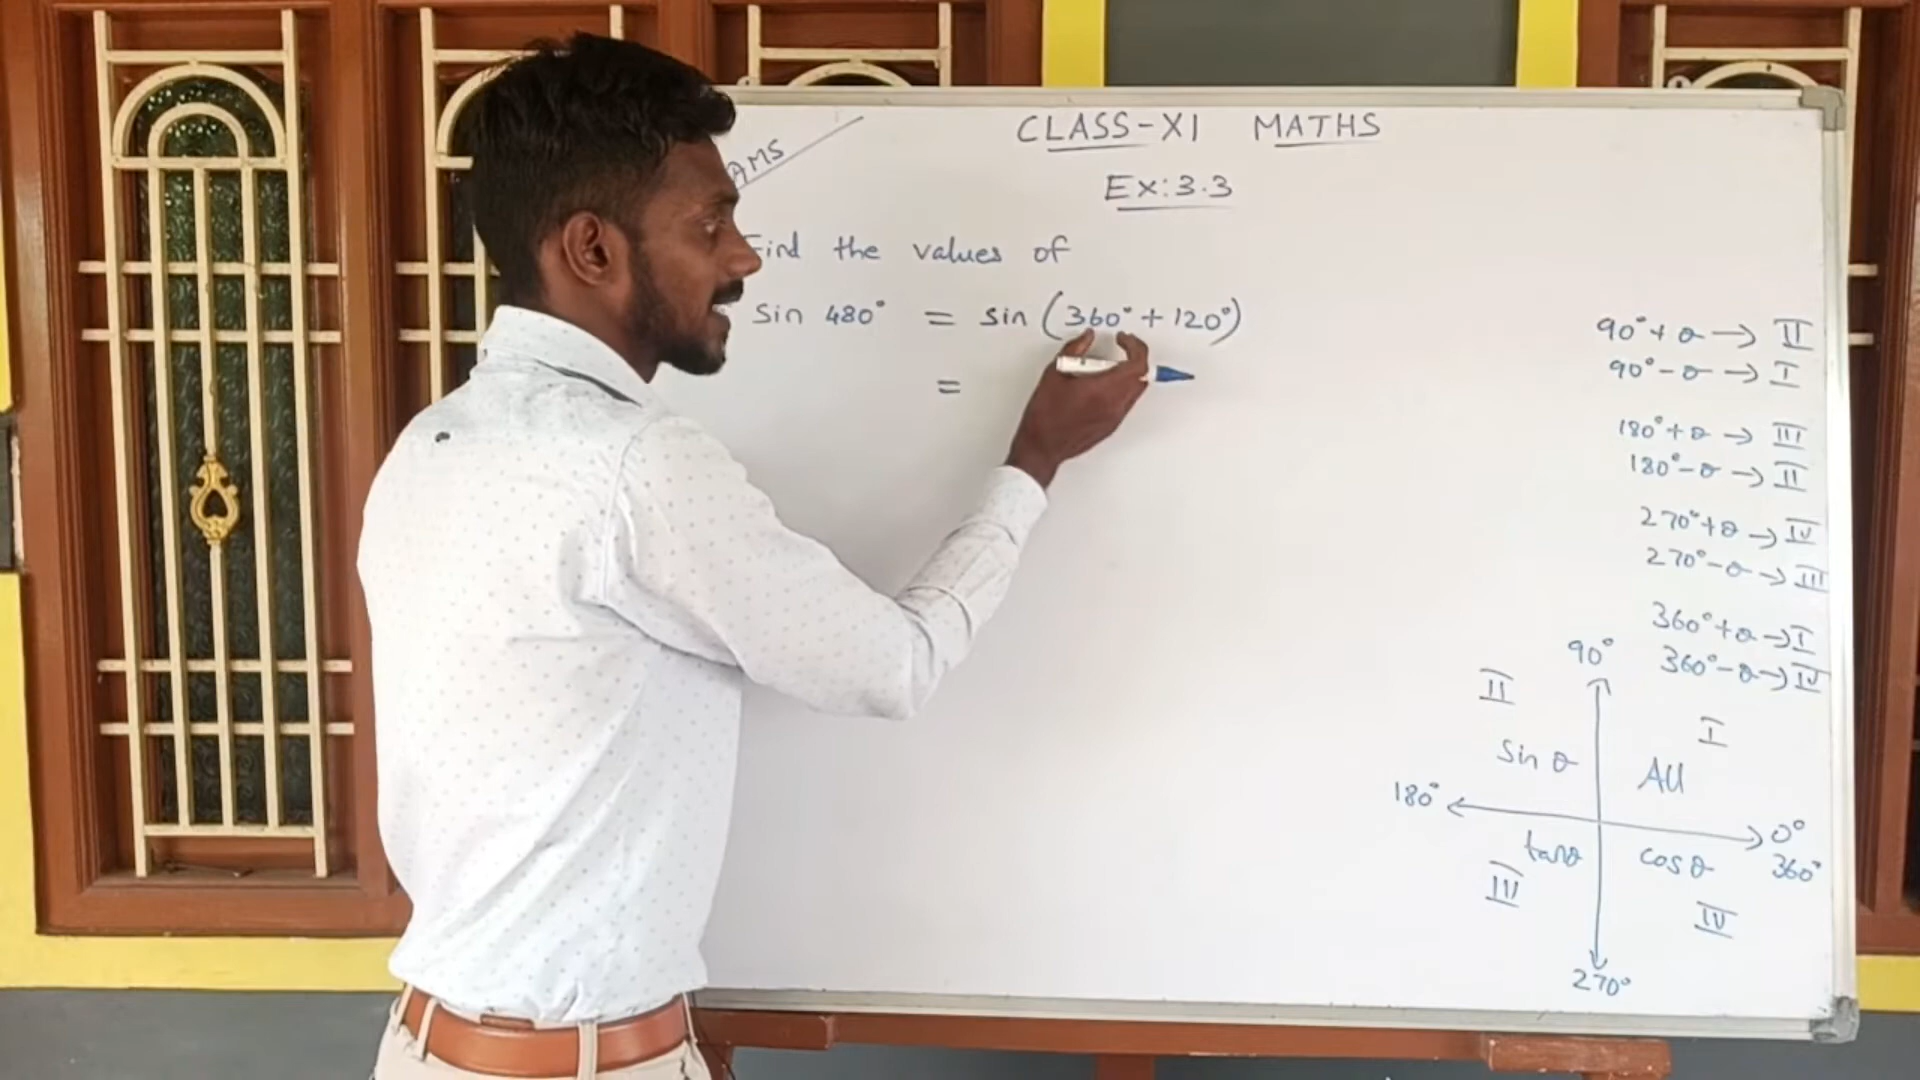 AMS
CLASS-XI MATHS
Ex:3.3
Find the values of
sin 480° = sin (360° + 120°)
=
90° + θ → II
90° - θ → I
180° + θ → III
180° - θ → II
270° + θ → IV
270° - θ → III
360° + θ → I
360° - θ → IV
90°
II
I
sin θ
All
180°
0°
360°
tanθ
cos θ
III
IV
270°